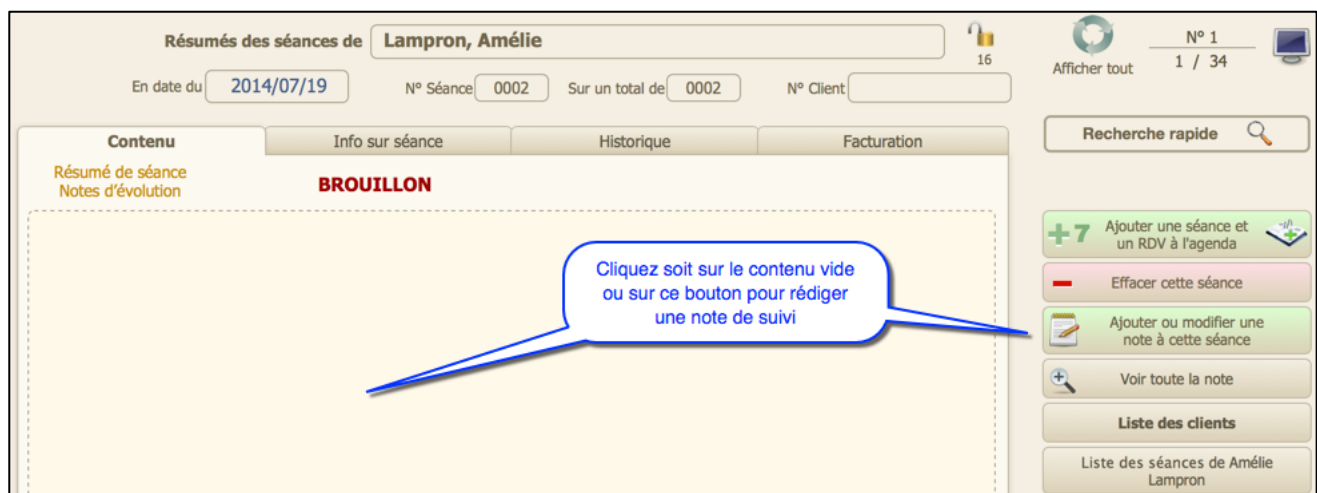 Résumés des séances de Lampron, Amélie
16
Afficher tout
N° 1
1 / 34
En date du 2014/07/19 N° Séance 0002 Sur un total de 0002 N° Client
Contenu Info sur séance Historique Facturation
Recherche rapide
Résumé de séance
Notes d'évolution
BROUILLON
Cliquez soit sur le contenu vide
ou sur ce bouton pour rédiger
une note de suivi
+7 Ajouter une séance et
un RDV à l'agenda
Effacer cette séance
Ajouter ou modifier une
note à cette séance
Voir toute la note
Liste des clients
Liste des séances de Amélie
Lampron